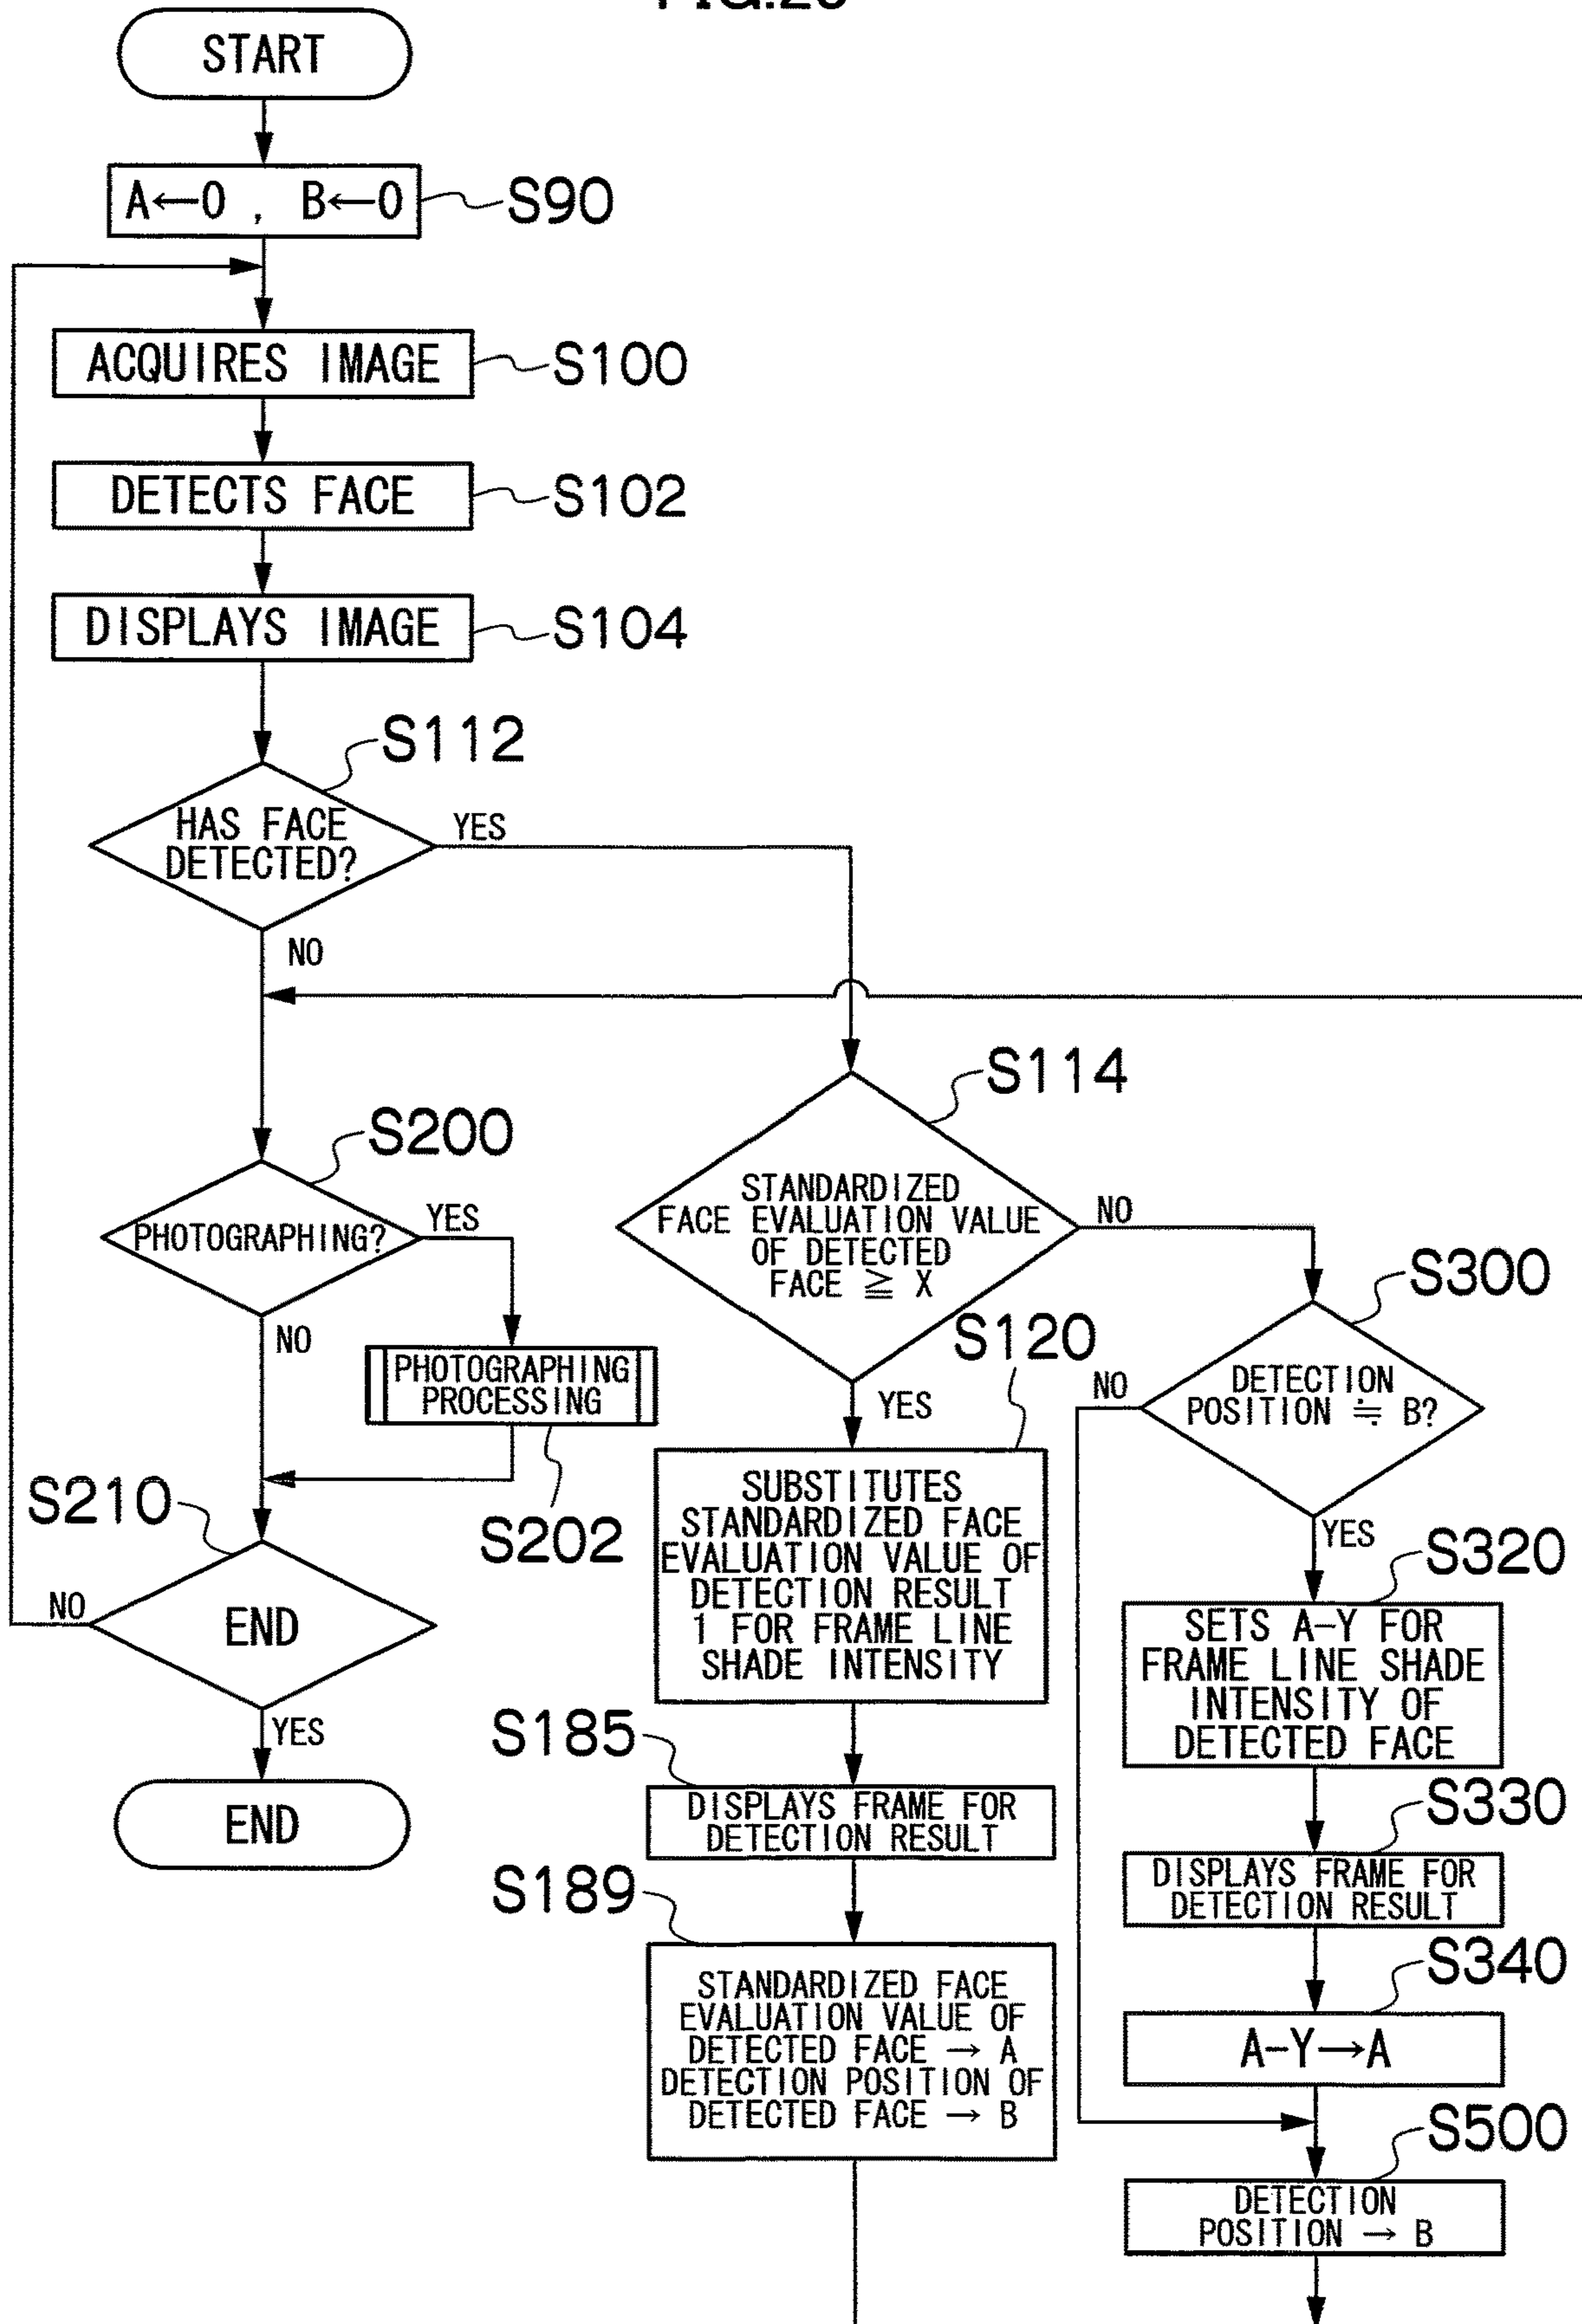 START
A←0 , B←0
S90
ACQUIRES IMAGE
S100
DETECTS FACE
S102
DISPLAYS IMAGE
S104
S112
HAS FACE
DETECTED?
YES
NO
S114
STANDARDIZED
FACE EVALUATION VALUE
OF DETECTED
FACE ≧ X
NO
YES
S200
PHOTOGRAPHING?
YES
NO
PHOTOGRAPHING
PROCESSING
S202
S210
END
NO
YES
END
S120
SUBSTITUTES
STANDARDIZED FACE
EVALUATION VALUE OF
DETECTION RESULT
1 FOR FRAME LINE
SHADE INTENSITY
S185
DISPLAYS FRAME FOR
DETECTION RESULT
S189
STANDARDIZED FACE
EVALUATION VALUE OF
DETECTED FACE → A
DETECTION POSITION OF
DETECTED FACE → B
S300
DETECTION
POSITION ≒ B?
NO
YES
S320
SETS A-Y FOR
FRAME LINE SHADE
INTENSITY OF
DETECTED FACE
S330
DISPLAYS FRAME FOR
DETECTION RESULT
S340
A-Y→A
S500
DETECTION
POSITION → B